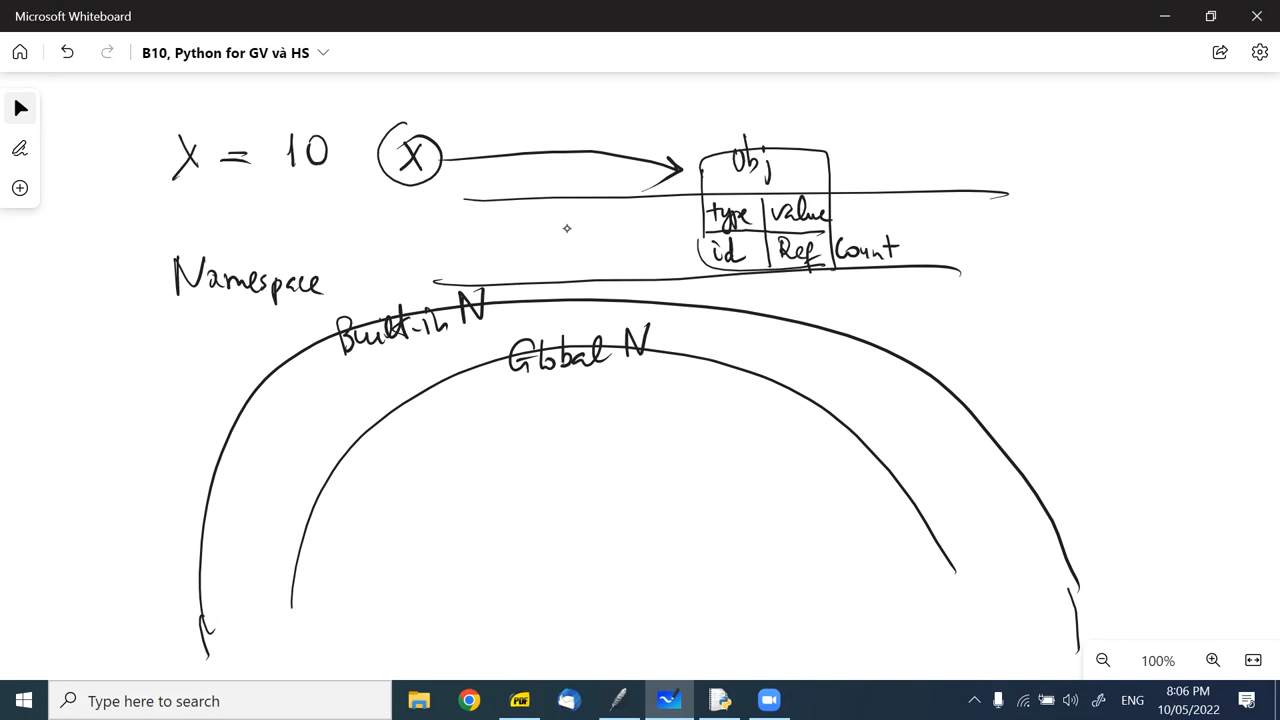 Microsoft Whiteboard
B10, Python for GV và HS
X = 10
X
Obj
type value
id Ref Count
Namespace
Built-in N
Global N
100%
Type here to search
PDF
ENG
8:06 PM
10/05/2022